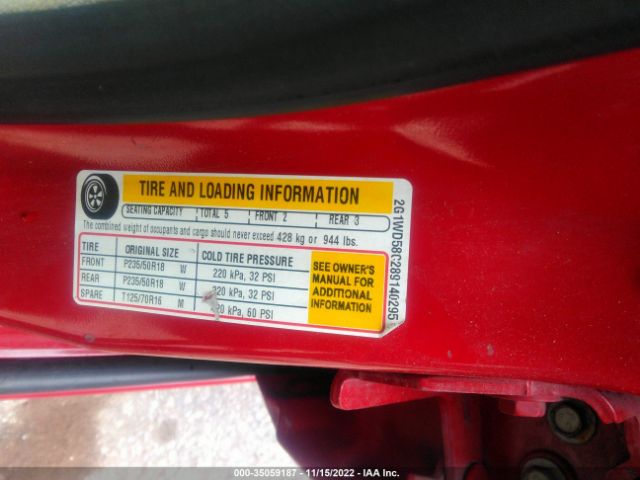 TIRE AND LOADING INFORMATION
SEATING CAPACITY TOTAL 5 FRONT 2 REAR 3
The combined weight of occupants and cargo should never exceed 428 kg or 944 lbs.
TIRE ORIGINAL SIZE COLD TIRE PRESSURE
FRONT P235/50R18 W 220 kPa, 32 PSI
REAR P235/50R18 W 220 kPa, 32 PSI
SPARE T125/70R16 M kPa, 60 PSI
SEE OWNER'S
MANUAL FOR
ADDITIONAL
INFORMATION
2G1WD58C289140295
000-35059187 - 11/15/2022 - IAA Inc.